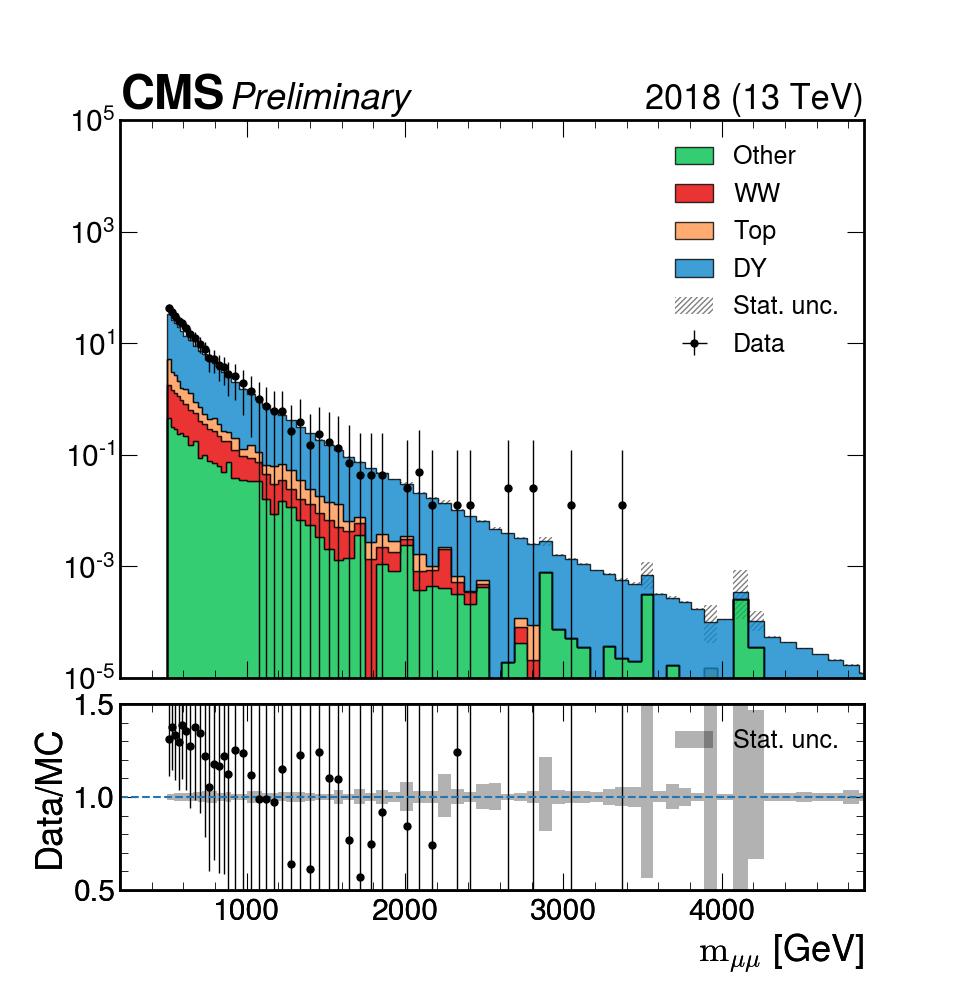 CMS Preliminary 2018 (13 TeV)
10^5
10^3
10^1
10^-1
10^-3
10^-5
Other
WW
Top
DY
Stat. unc.
Data
1.5
1.0
0.5
Data/MC
Stat. unc.
1000 2000 3000 4000
m_μμ [GeV]